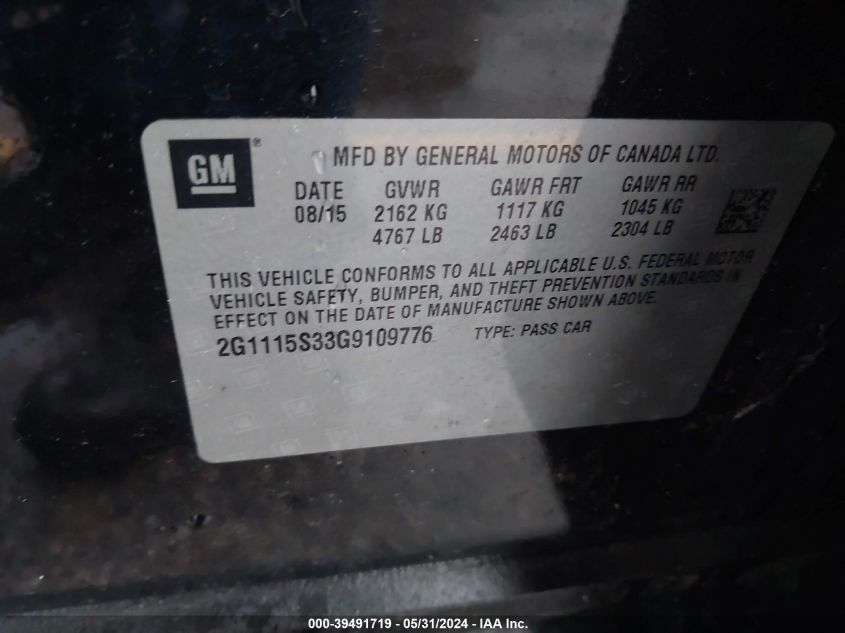 GM®
MFD BY GENERAL MOTORS OF CANADA LTD.
DATE GVWR GAWR FRT GAWR RR
08/15 2162 KG 1117 KG 1045 KG
4767 LB 2463 LB 2304 LB
THIS VEHICLE CONFORMS TO ALL APPLICABLE U.S. FEDERAL MOTOR
VEHICLE SAFETY, BUMPER, AND THEFT PREVENTION STANDARDS IN
EFFECT ON THE DATE OF MANUFACTURE SHOWN ABOVE.
2G1115S33G9109776 TYPE: PASS CAR
000-39491719 / 05/31/2024 - IAA Inc.